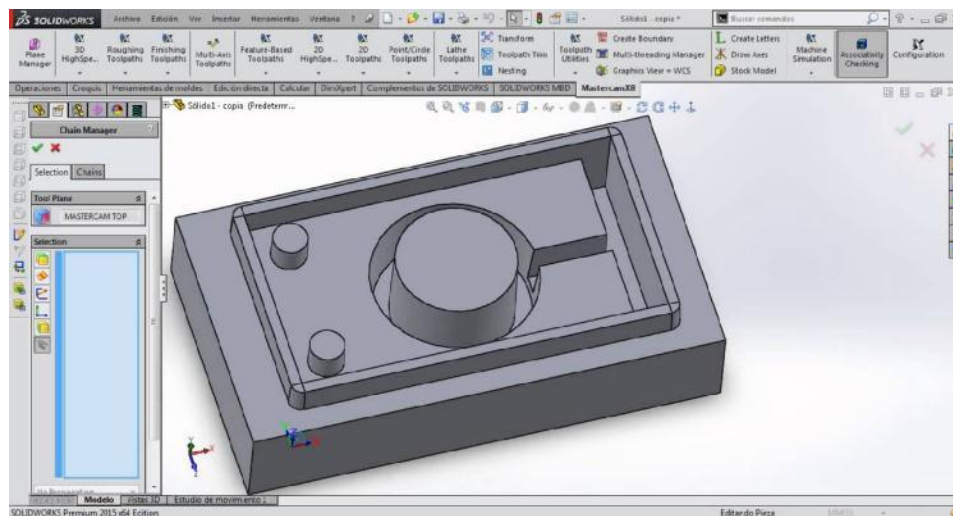 SOLIDWORKS Archivo Edición Ver Insertar Herramientas Ventana ? Sólido1 - copia * Buscar comandos
Plane Manager
3D HighSpe...
Roughing Toolpaths
Finishing Toolpaths
Multi-Axis Toolpaths
Feature-Based Toolpaths
2D HighSpe...
2D Toolpaths
Point/Circle Toolpaths
Lathe Toolpaths
Transform
Toolpath Trim
Nesting
Toolpath Utilities
Create Boundary
Multi-threading Manager
Graphics View = WCS
Create Letters
Draw Axes
Stock Model
Machine Simulation
Associativity Checking
Configuration
Operaciones Croquis Herramientas de moldes Edición directa Calcular DimXpert Complementos de SOLIDWORKS SOLIDWORKS MBD MastercamX8
Sólido1 - copia (Predeterm...
Chain Manager ?
Selection Chains
Tool Plane
MASTERCAM TOP
Selection
No Propagation
Modelo Vistas 3D Estudio de movimiento 1
SOLIDWORKS Premium 2015 x64 Edition Editando Pieza MMGS